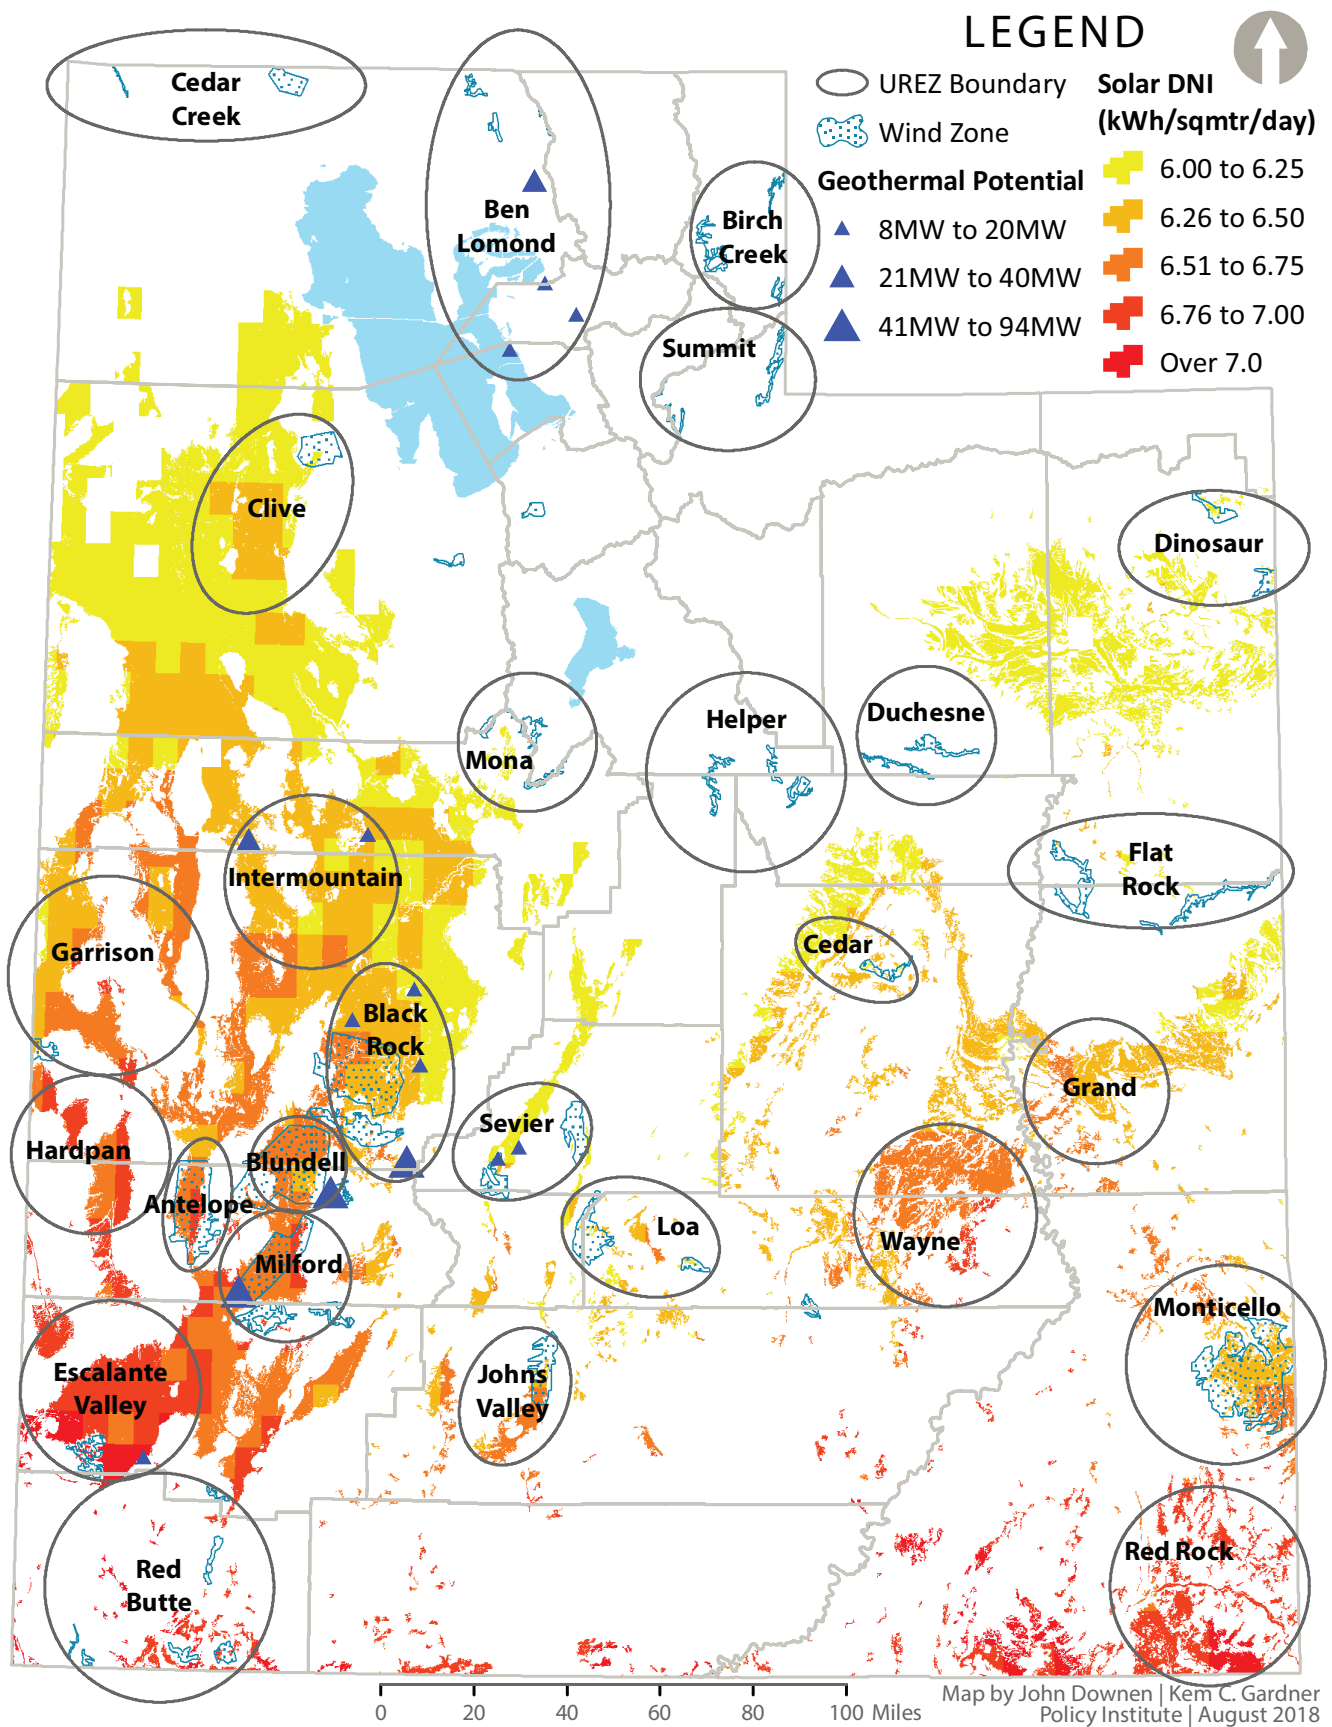 LEGEND
UREZ Boundary
Wind Zone
Geothermal Potential
8MW to 20MW
21MW to 40MW
41MW to 94MW
Solar DNI
(kWh/sqmtr/day)
6.00 to 6.25
6.26 to 6.50
6.51 to 6.75
6.76 to 7.00
Over 7.0
Cedar
Creek
Ben
Lomond
Birch
Creek
Summit
Clive
Dinosaur
Mona
Helper
Duchesne
Intermountain
Flat
Rock
Garrison
Cedar
Black
Rock
Grand
Hardpan
Sevier
Blundell
Antelope
Loa
Wayne
Milford
Monticello
Escalante
Valley
Johns
Valley
Red Rock
Red
Butte
0 20 40 60 80 100 Miles
Map by John Downen | Kem C. Gardner
Policy Institute | August 2018